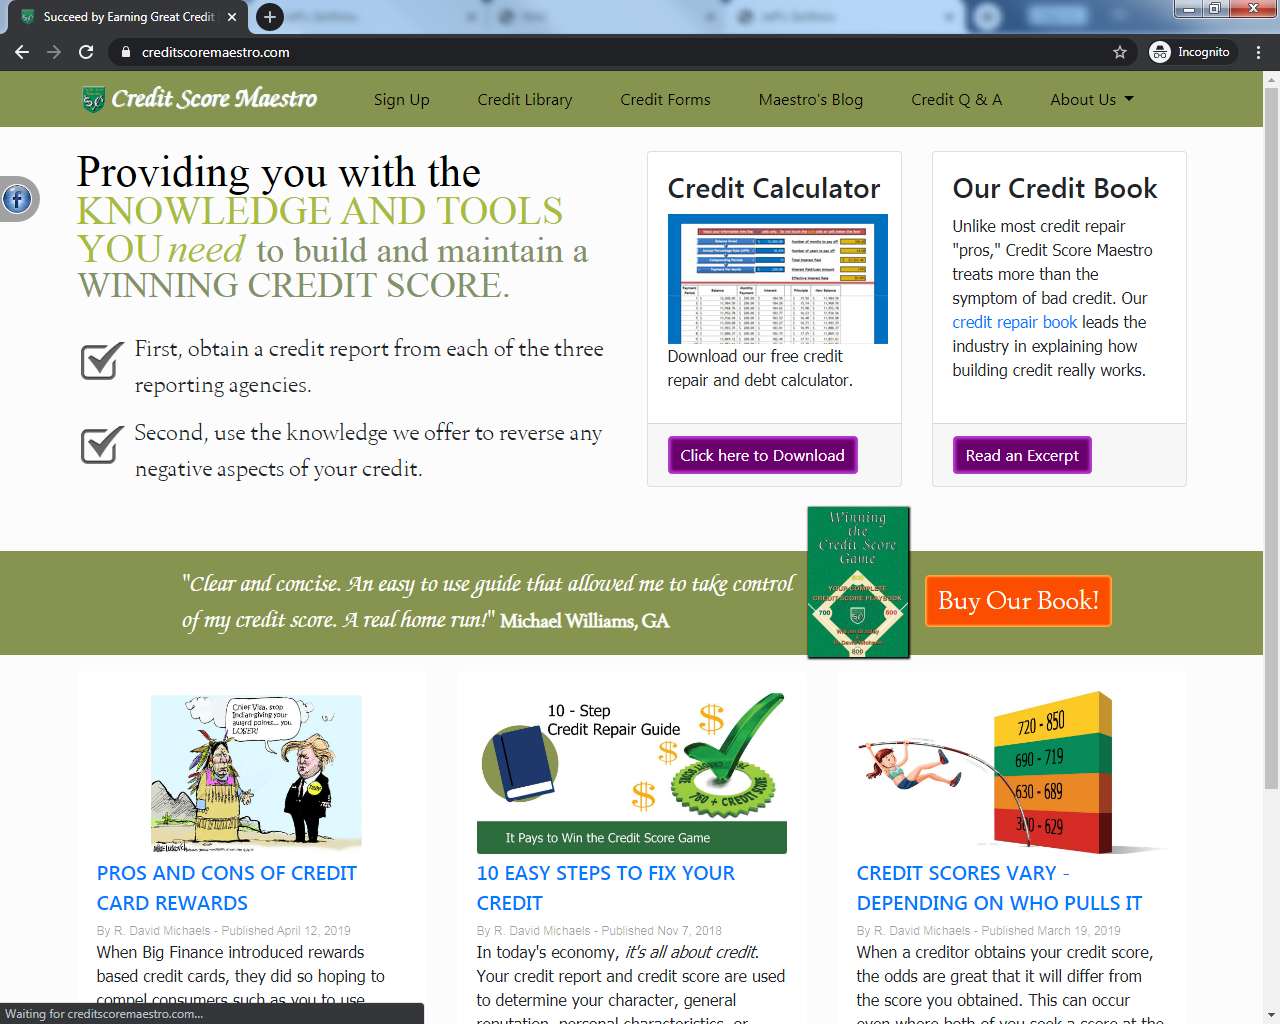 Succeed by Earning Great Credit
creditscoremaestro.com
Incognito
Credit Score Maestro
Sign Up
Credit Library
Credit Forms
Maestro's Blog
Credit Q & A
About Us
Providing you with the
KNOWLEDGE AND TOOLS
YOU need to build and maintain a
WINNING CREDIT SCORE.
First, obtain a credit report from each of the three
reporting agencies.
Second, use the knowledge we offer to reverse any
negative aspects of your credit.
Credit Calculator
Download our free credit
repair and debt calculator.
Click here to Download
Our Credit Book
Unlike most credit repair
"pros," Credit Score Maestro
treats more than the
symptom of bad credit. Our
credit repair book leads the
industry in explaining how
building credit really works.
Read an Excerpt
"Clear and concise. An easy to use guide that allowed me to take control
of my credit score. A real home run!" Michael Williams, GA
Winning
the
Credit Score
Game
YOUR COMPLETE
CREDIT SCORE PLAYBOOK
700
800
Buy Our Book!
Chief Visa, stop
Indian-giving your
award points... you
LOSER!
PROS AND CONS OF CREDIT
CARD REWARDS
By R. David Michaels - Published April 12, 2019
When Big Finance introduced rewards
based credit cards, they did so hoping to
compel consumers such as you to use
10 - Step
Credit Repair Guide
760 + CREDIT SCORE
It Pays to Win the Credit Score Game
10 EASY STEPS TO FIX YOUR
CREDIT
By R. David Michaels - Published Nov 7, 2018
In today's economy, it's all about credit.
Your credit report and credit score are used
to determine your character, general
reputation, personal characteristics, or
720 - 850
690 - 719
630 - 689
300 - 629
CREDIT SCORES VARY -
DEPENDING ON WHO PULLS IT
By R. David Michaels - Published March 19, 2019
When a creditor obtains your credit score,
the odds are great that it will differ from
the score you obtained. This can occur
even where both of you seek a score at the
Waiting for creditscoremaestro.com...